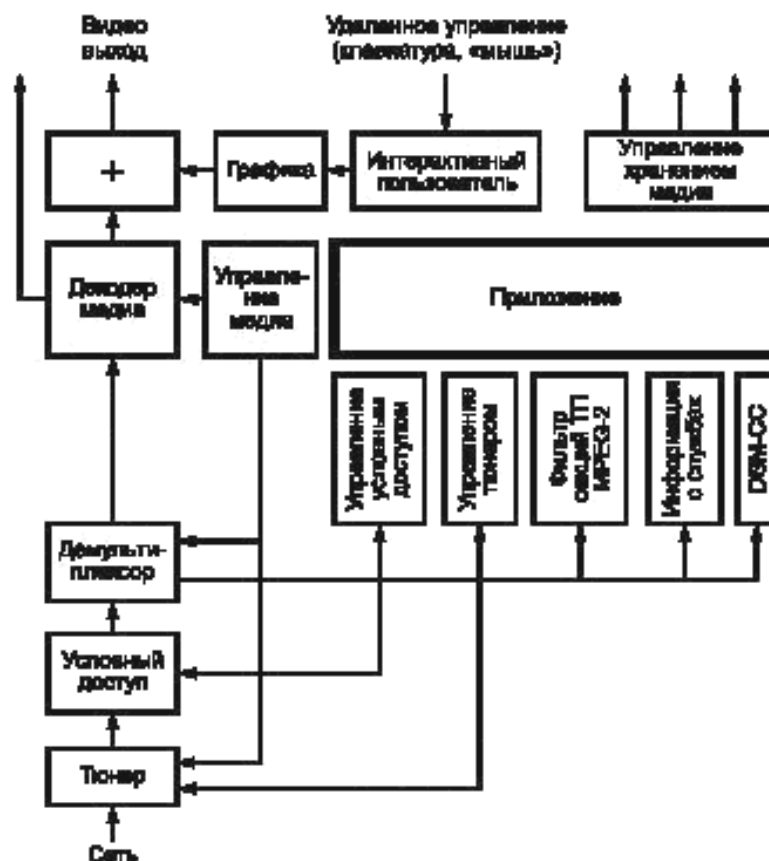 Видео
выход
Удаленное управление
(клавиатура, «мышь»)
+
Графика
Интерактивный
пользователь
Управление
хранением
медиа
Декодер
медиа
Управле-
ние
медиа
Приложение
Управление
условным
доступом
Управление
тюнером
Фильтр
секций ТП
MPEG-2
Информация
о службах
DSM-CC
Демульти-
плексор
Условный
доступ
Тюнер
Сеть